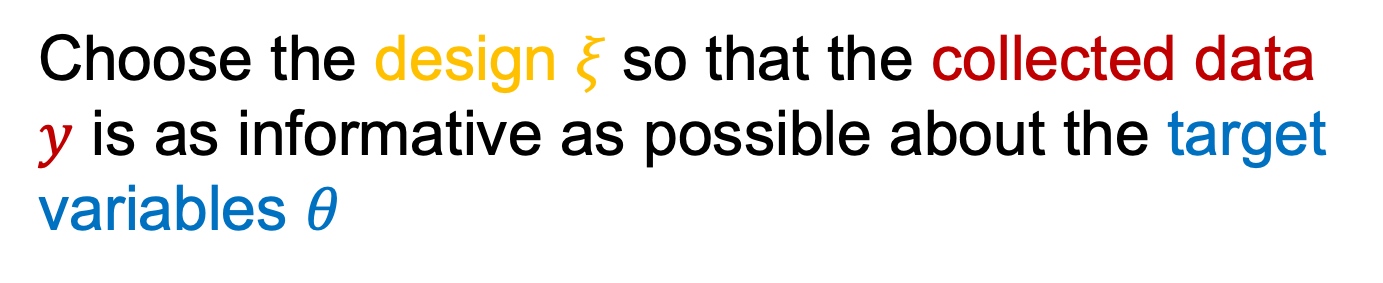 Choose the design ξ so that the collected data
y is as informative as possible about the target
variables θ